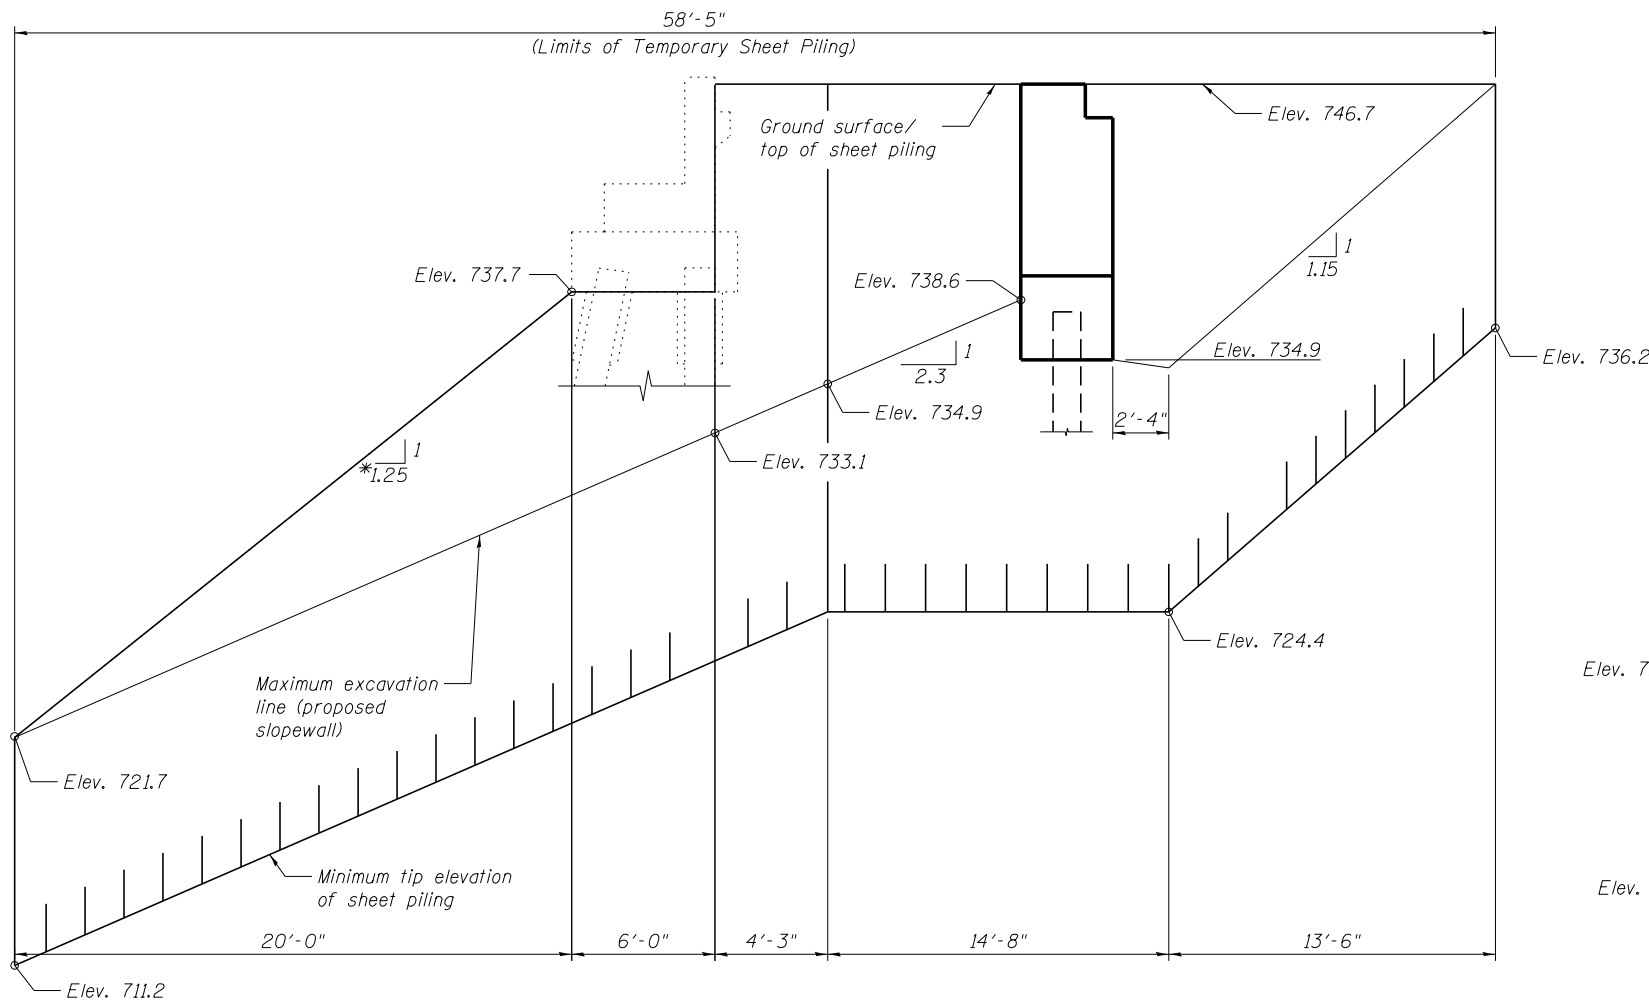 58'-5"
(Limits of Temporary Sheet Piling)
Ground surface/
top of sheet piling
Elev. 746.7
1
1.15
Elev. 737.7
Elev. 738.6
1
2.3
Elev. 734.9
Elev. 736.2
Elev. 734.9
2'-4"
1
*1.25
Elev. 733.1
Elev. 724.4
Elev. 7
Maximum excavation
line (proposed
slopewall)
Elev. 721.7
Minimum tip elevation
of sheet piling
Elev.
20'-0"
6'-0"
4'-3"
14'-8"
13'-6"
Elev. 711.2